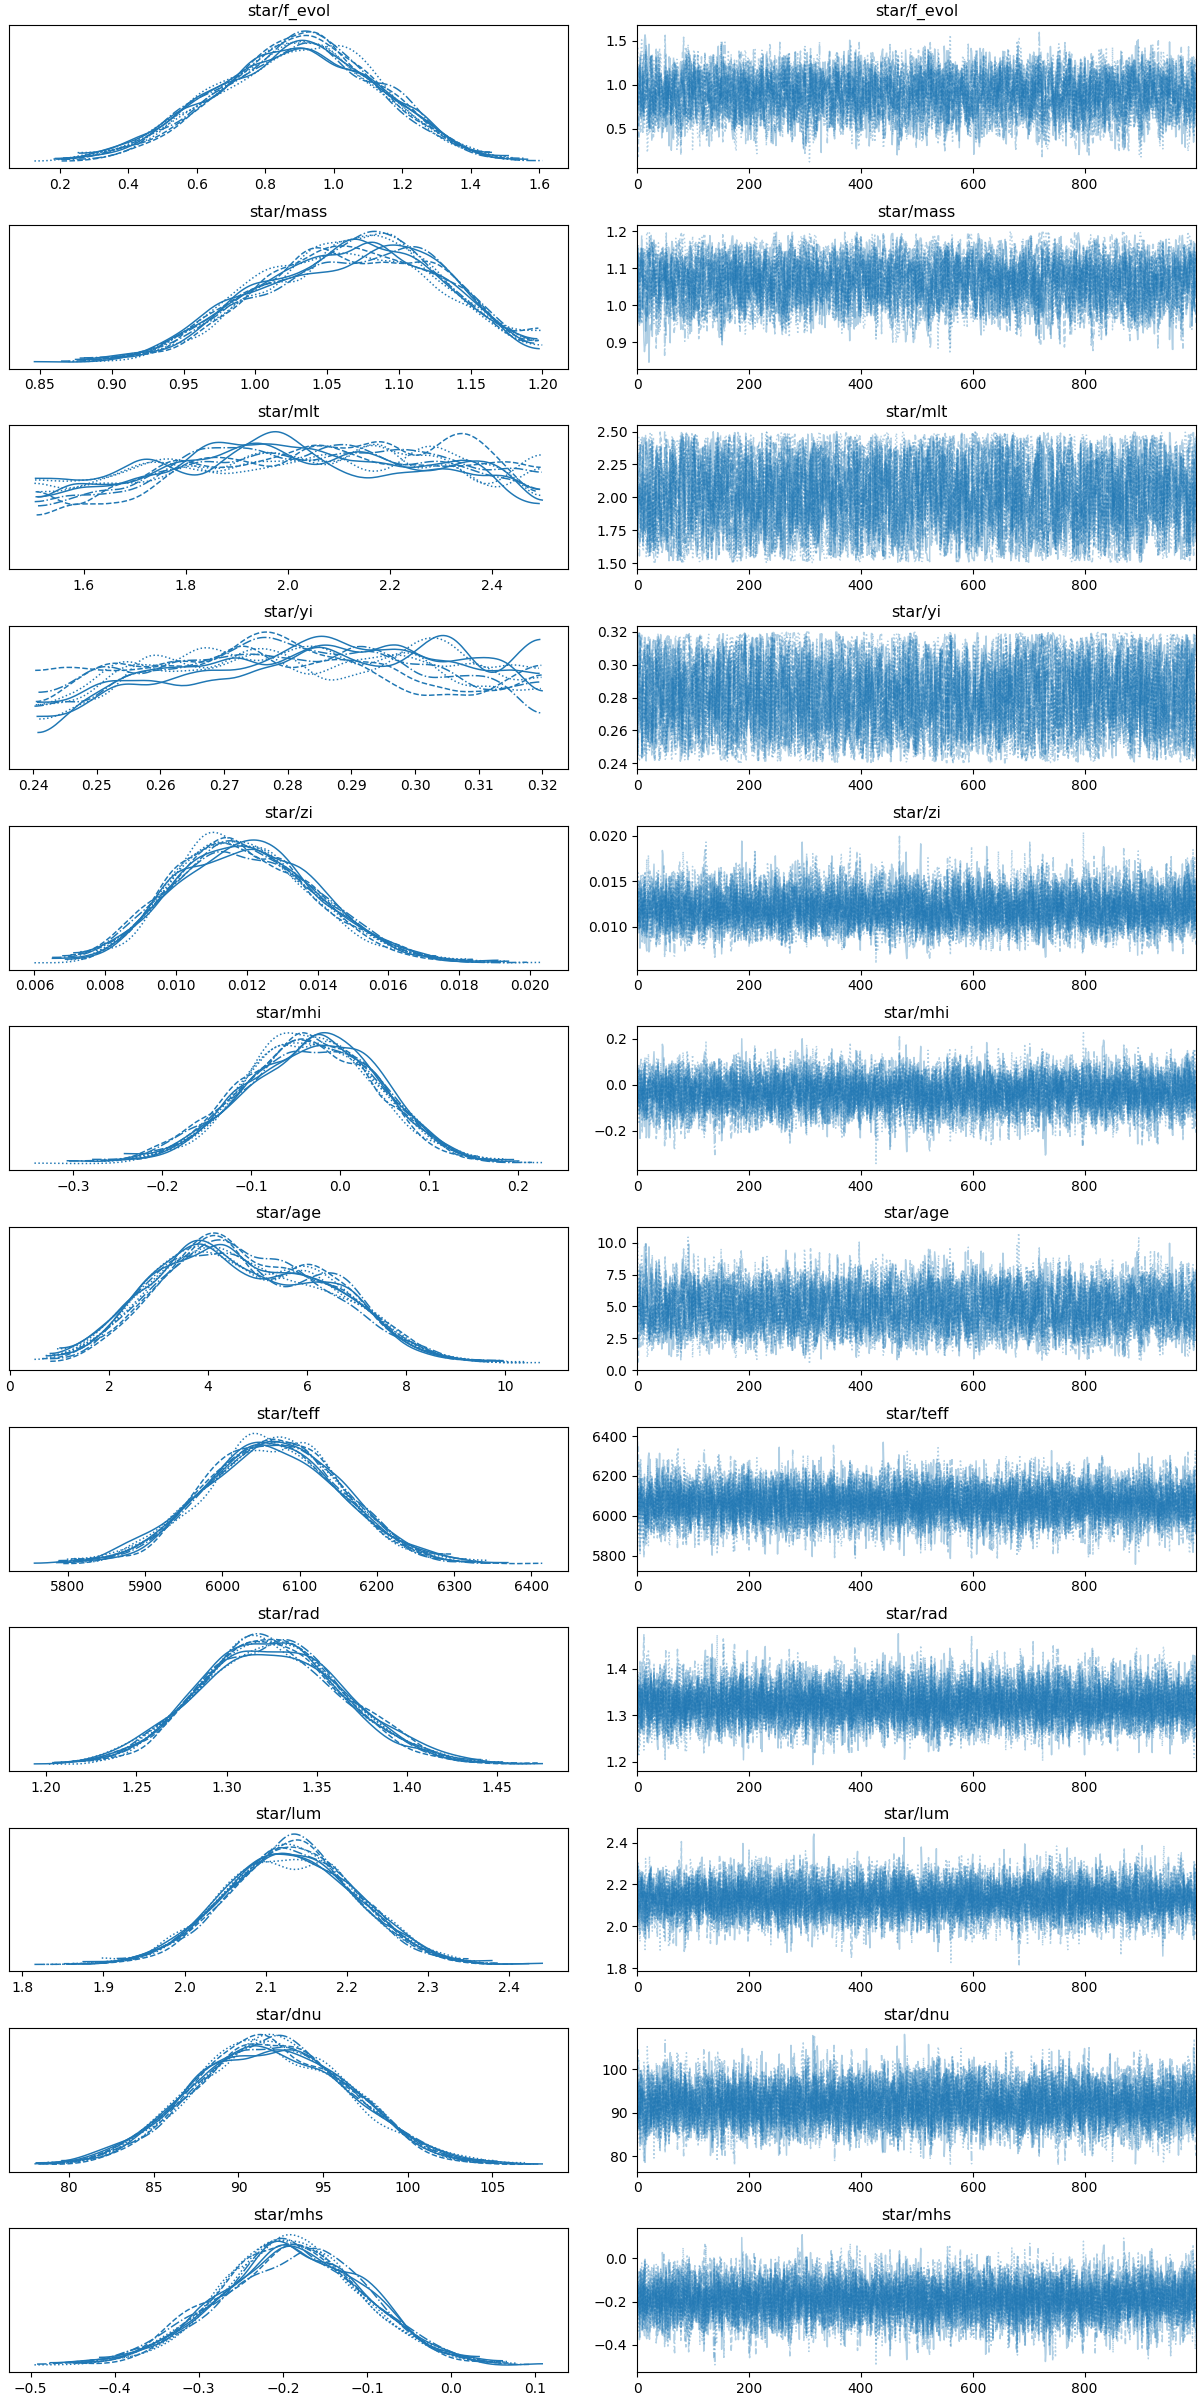 star/f_evol star/f_evol
1.5
1.0
0.5
0.2 0.4 0.6 0.8 1.0 1.2 1.4 1.6 0 200 400 600 800
star/mass star/mass
1.2
1.1
1.0
0.9
0.85 0.90 0.95 1.00 1.05 1.10 1.15 1.20 0 200 400 600 800
star/mlt star/mlt
2.50
2.25
2.00
1.75
1.50
1.6 1.8 2.0 2.2 2.4 0 200 400 600 800
star/yi star/yi
0.32
0.30
0.28
0.26
0.24
0.24 0.25 0.26 0.27 0.28 0.29 0.30 0.31 0.32 0 200 400 600 800
star/zi star/zi
0.020
0.015
0.010
0.006 0.008 0.010 0.012 0.014 0.016 0.018 0.020 0 200 400 600 800
star/mhi star/mhi
0.2
0.0
−0.2
−0.3 −0.2 −0.1 0.0 0.1 0.2 0 200 400 600 800
star/age star/age
10.0
7.5
5.0
2.5
0.0
0 2 4 6 8 10 0 200 400 600 800
star/teff star/teff
6400
6200
6000
5800
5800 5900 6000 6100 6200 6300 6400 0 200 400 600 800
star/rad star/rad
1.4
1.3
1.2
1.20 1.25 1.30 1.35 1.40 1.45 0 200 400 600 800
star/lum star/lum
2.4
2.2
2.0
1.8
1.8 1.9 2.0 2.1 2.2 2.3 2.4 0 200 400 600 800
star/dnu star/dnu
100
90
80
80 85 90 95 100 105 0 200 400 600 800
star/mhs star/mhs
0.0
−0.2
−0.4
−0.5 −0.4 −0.3 −0.2 −0.1 0.0 0.1 0 200 400 600 800